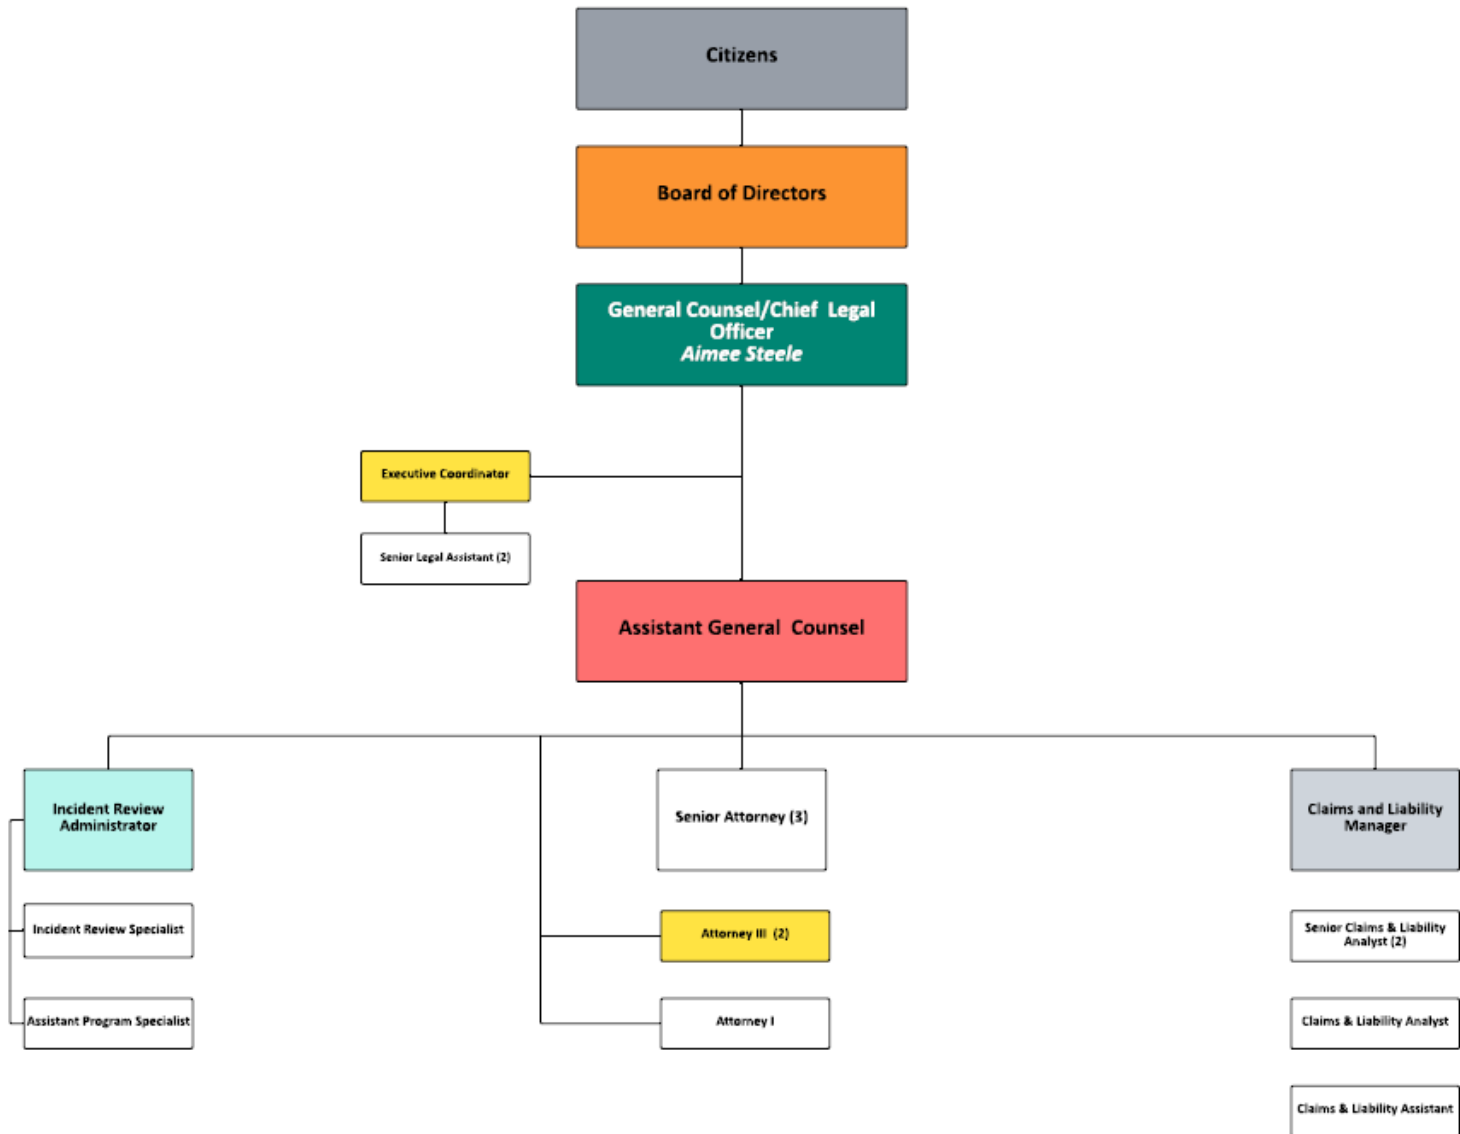 Citizens
Board of Directors
General Counsel/Chief Legal
Officer
Aimee Steele
Executive Coordinator
Senior Legal Assistant (2)
Assistant General Counsel
Incident Review
Administrator
Senior Attorney (3)
Claims and Liability
Manager
Incident Review Specialist
Attorney III (2)
Senior Claims & Liability
Analyst (2)
Assistant Program Specialist
Attorney I
Claims & Liability Analyst
Claims & Liability Assistant